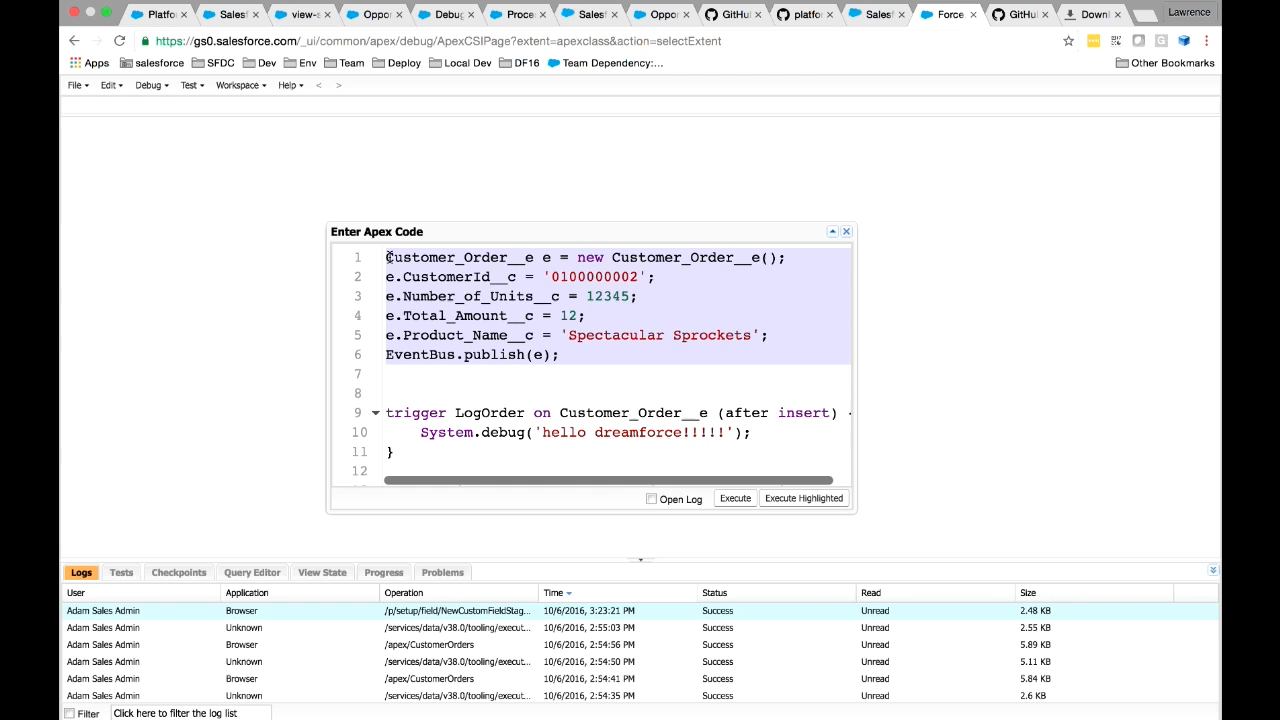 Platfo
Salesf
view-s
Oppor
Debug
Proce
Salesf
Oppor
GitHul
platfor
Salesf
Force
GitHul
Downl
Lawrence
https://gs0.salesforce.com/_ui/common/apex/debug/ApexCSIPage?extent=apexclass&action=selectExtent
Apps salesforce SFDC Dev Env Team Deploy Local Dev DF16 Team Dependency:... Other Bookmarks
File Edit Debug Test Workspace Help < >
Enter Apex Code
1 Customer_Order__e e = new Customer_Order__e();
2 e.CustomerId__c = '0100000002';
3 e.Number_of_Units__c = 12345;
4 e.Total_Amount__c = 12;
5 e.Product_Name__c = 'Spectacular Sprockets';
6 EventBus.publish(e);
7
8
9 trigger LogOrder on Customer_Order__e (after insert)
10 System.debug('hello dreamforce!!!!!');
11 }
12
Open Log Execute Execute Highlighted
Logs Tests Checkpoints Query Editor View State Progress Problems
User Application Operation Time Status Read Size
Adam Sales Admin Browser /p/setup/field/NewCustomFieldStag... 10/6/2016, 3:23:21 PM Success Unread 2.48 KB
Adam Sales Admin Unknown /services/data/v38.0/tooling/execut... 10/6/2016, 2:55:03 PM Success Unread 2.55 KB
Adam Sales Admin Browser /apex/CustomerOrders 10/6/2016, 2:54:56 PM Success Unread 5.89 KB
Adam Sales Admin Unknown /services/data/v38.0/tooling/execut... 10/6/2016, 2:54:50 PM Success Unread 5.11 KB
Adam Sales Admin Browser /apex/CustomerOrders 10/6/2016, 2:54:41 PM Success Unread 5.84 KB
Adam Sales Admin Unknown /services/data/v38.0/tooling/execut... 10/6/2016, 2:54:35 PM Success Unread 2.6 KB
Filter Click here to filter the log list